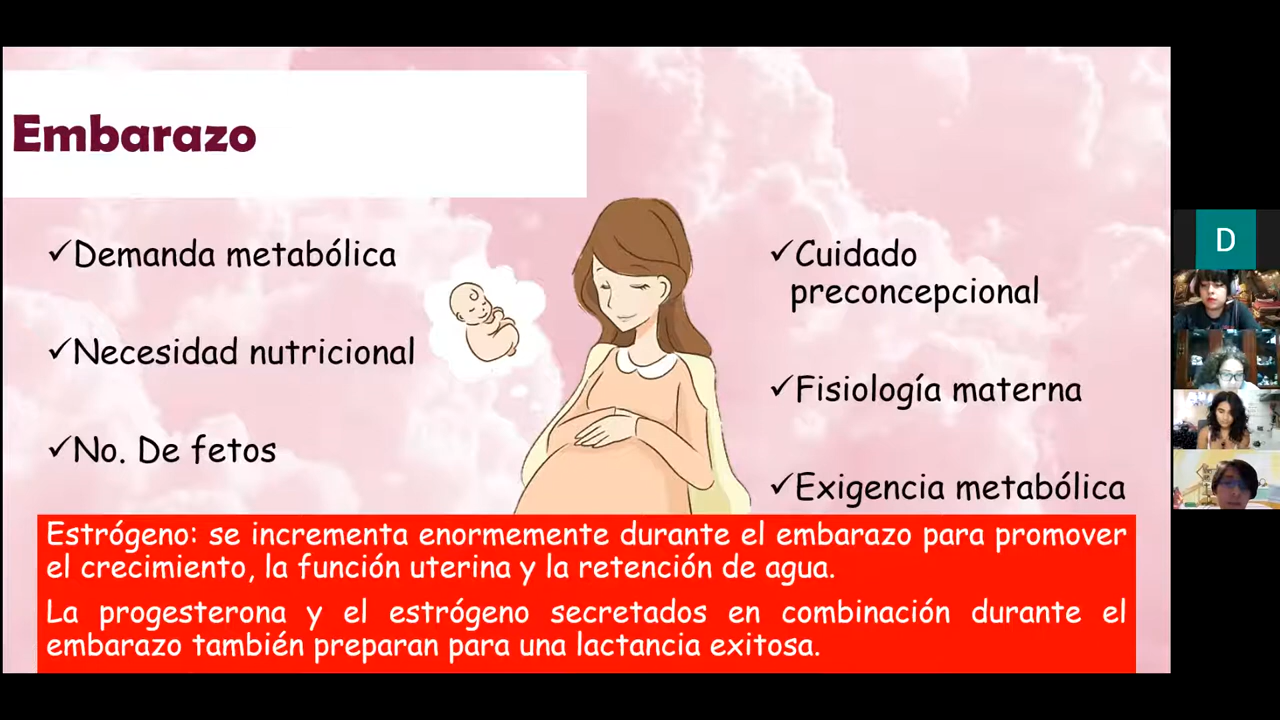 Embarazo
✓Demanda metabólica
✓Necesidad nutricional
✓No. De fetos
✓Cuidado
preconcepcional
✓Fisiología materna
✓Exigencia metabólica
Estrógeno: se incrementa enormemente durante el embarazo para promover
el crecimiento, la función uterina y la retención de agua.
La progesterona y el estrógeno secretados en combinación durante el
embarazo también preparan para una lactancia exitosa.
D